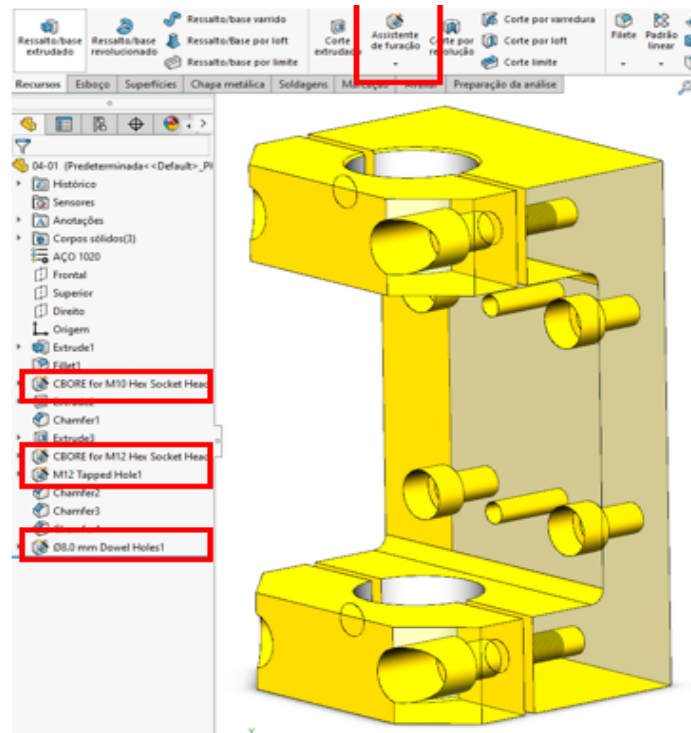 Ressalto/base extrudado
Ressalto/base revolucionado
Ressalto/base varrido
Ressalto/Base por loft
Ressalto/base por limite
Corte extrudado
Assistente de furação
Corte por revolução
Corte por varredura
Corte por loft
Corte limite
Filete
Padrão linear
Recursos Esboço Superfícies Chapa metálica Soldagens Preparação da análise
04-01 (Predeterminada<<Default>_Pl
Histórico
Sensores
Anotações
Corpos sólidos(3)
AÇO 1020
Frontal
Superior
Direito
Origem
Extrude1
Fillet1
CBORE for M10 Hex Socket Head
Chamfer1
Extrude3
CBORE for M12 Hex Socket Head
M12 Tapped Hole1
Chamfer2
Chamfer3
Ø8.0 mm Dowel Holes1